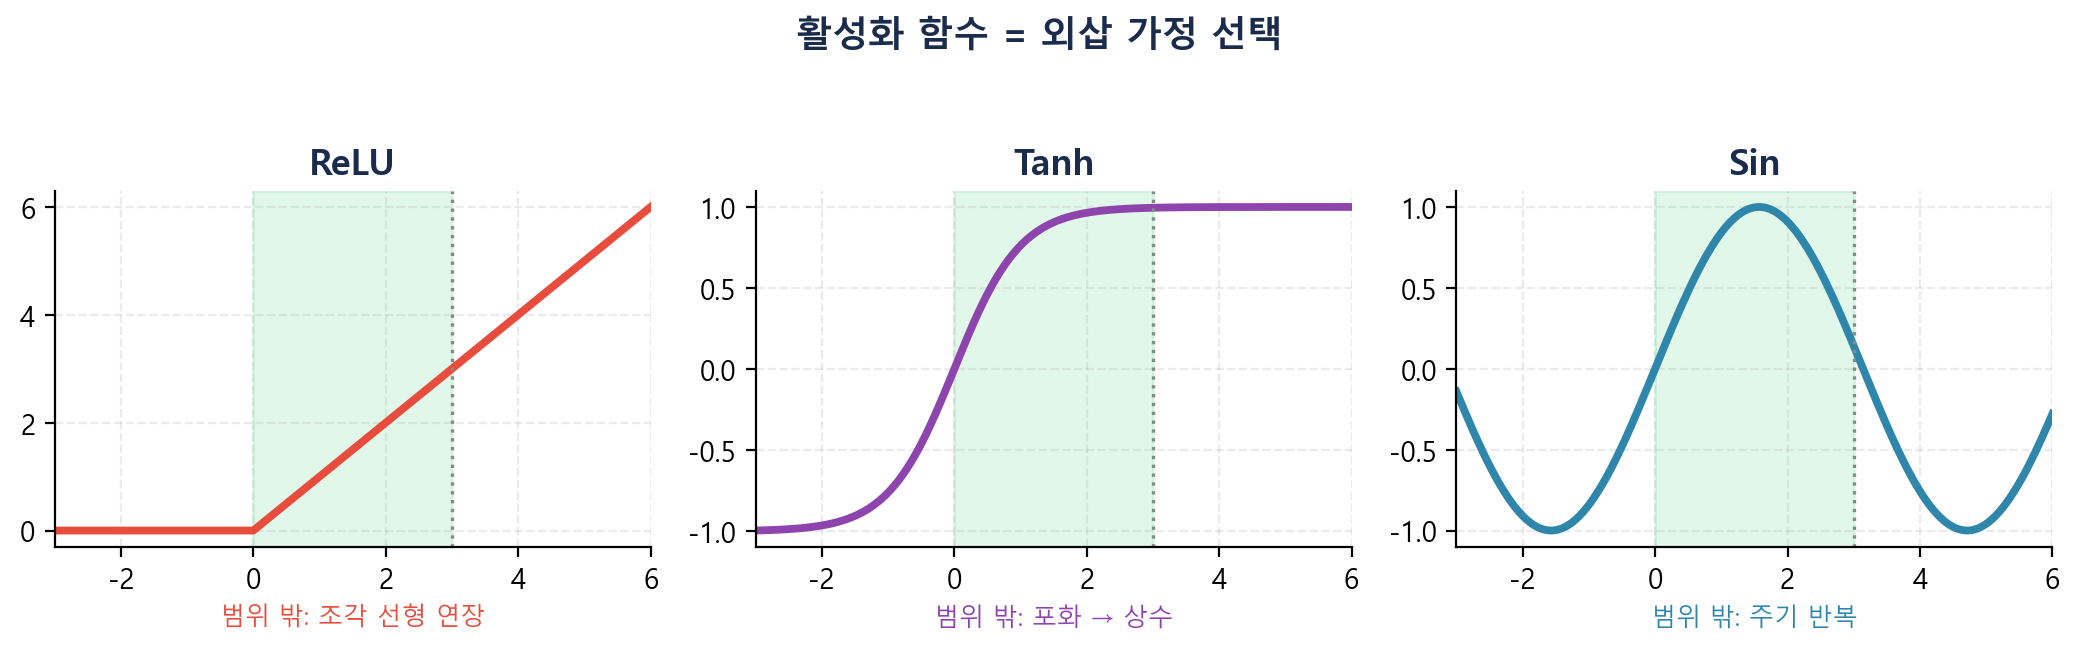 활성화 함수 = 외삽 가정 선택
ReLU
6
4
2
0
-2 0 2 4 6
범위 밖: 조각 선형 연장
Tanh
1.0
0.5
0.0
-0.5
-1.0
-2 0 2 4 6
범위 밖: 포화 → 상수
Sin
1.0
0.5
0.0
-0.5
-1.0
-2 0 2 4 6
범위 밖: 주기 반복